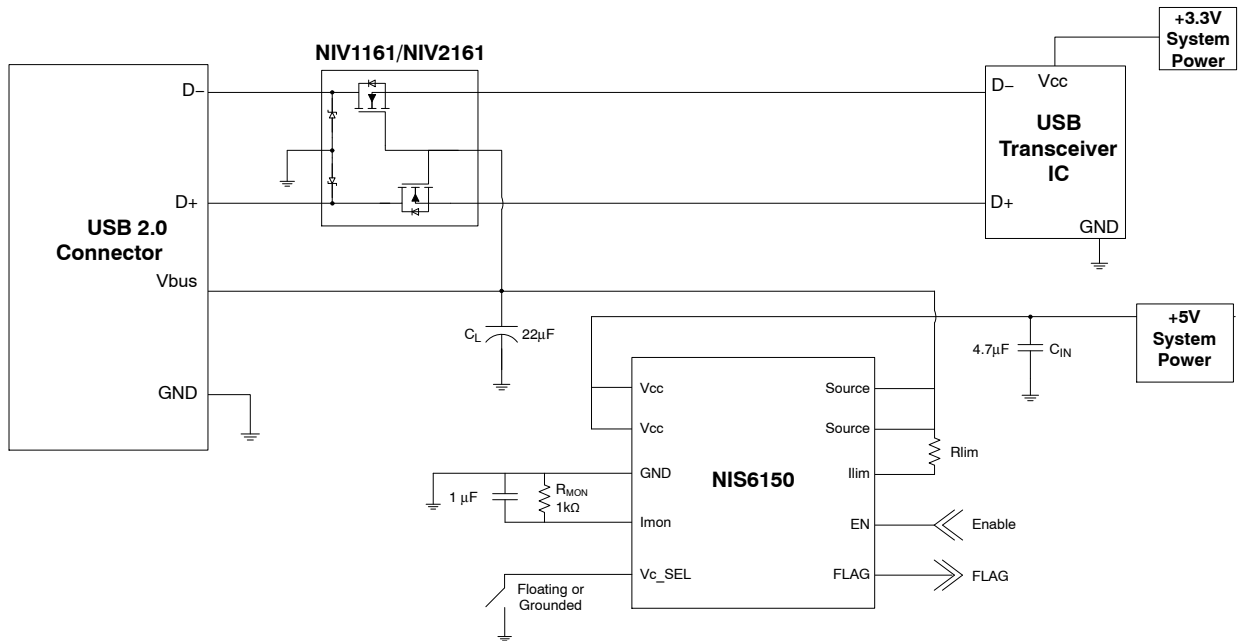 +3.3V
System
Power
NIV1161/NIV2161
D−
D+
USB 2.0
Connector
Vbus
GND
D−
Vcc
USB
Transceiver
IC
D+
GND
CL
22μF
4.7μF
CIN
+5V
System
Power
Vcc
Vcc
GND
Imon
Vc_SEL
NIS6150
Source
Source
Ilim
EN
FLAG
Rlim
Enable
FLAG
1 μF
RMON
1kΩ
Floating or
Grounded